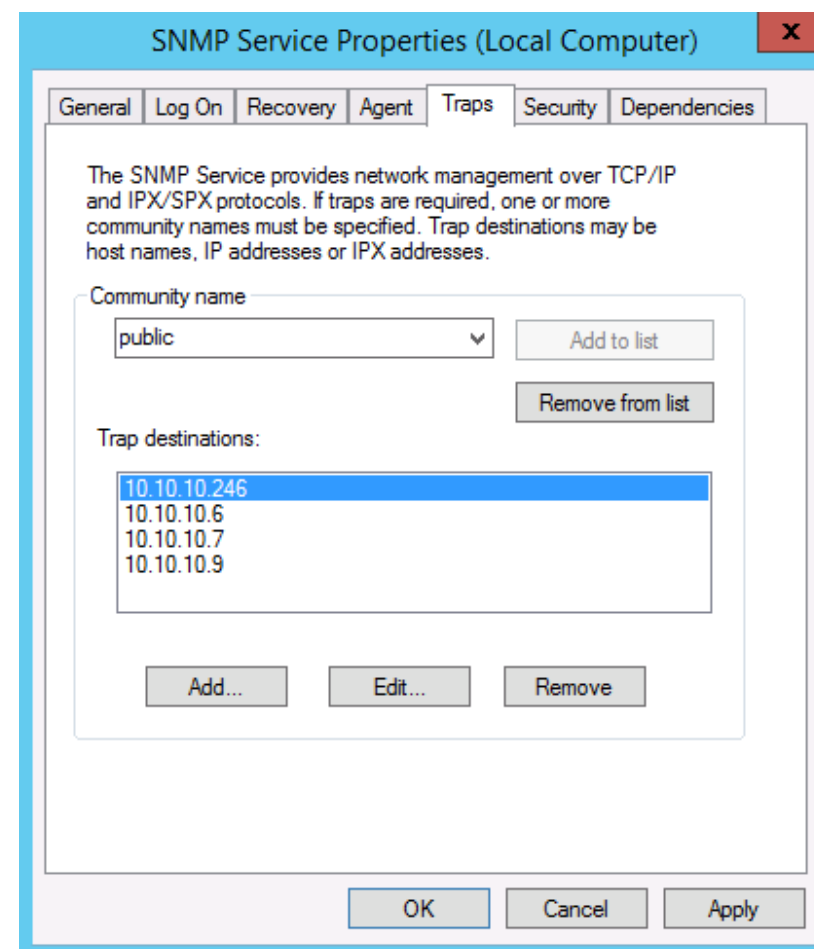 SNMP Service Properties (Local Computer)
x
General Log On Recovery Agent Traps Security Dependencies
The SNMP Service provides network management over TCP/IP
and IPX/SPX protocols. If traps are required, one or more
community names must be specified. Trap destinations may be
host names, IP addresses or IPX addresses.
Community name
public
Add to list
Remove from list
Trap destinations:
10.10.10.246
10.10.10.6
10.10.10.7
10.10.10.9
Add... Edit... Remove
OK Cancel Apply